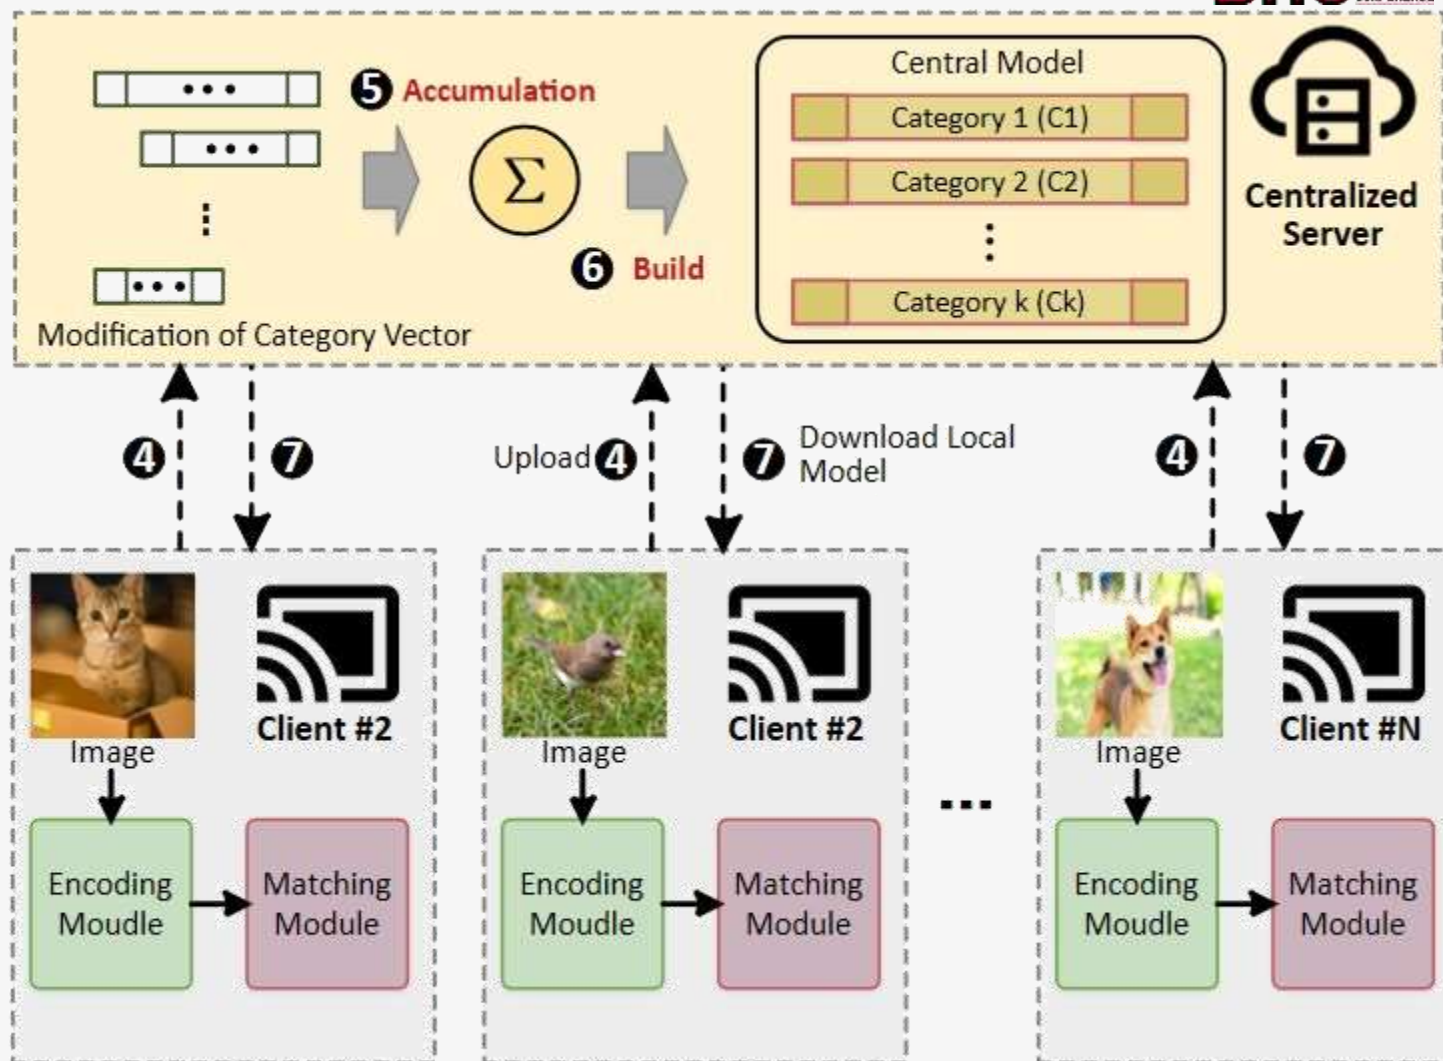 5 Accumulation
Central Model
Category 1 (C1)
Category 2 (C2)
Category k (Ck)
Σ
6 Build
Centralized
Server
Modification of Category Vector
4
7
Upload 4
7 Download Local
Model
4
7
Client #2
Image
Encoding
Moudle
Matching
Module
Client #2
Image
Encoding
Moudle
Matching
Module
...
Client #N
Image
Encoding
Moudle
Matching
Module